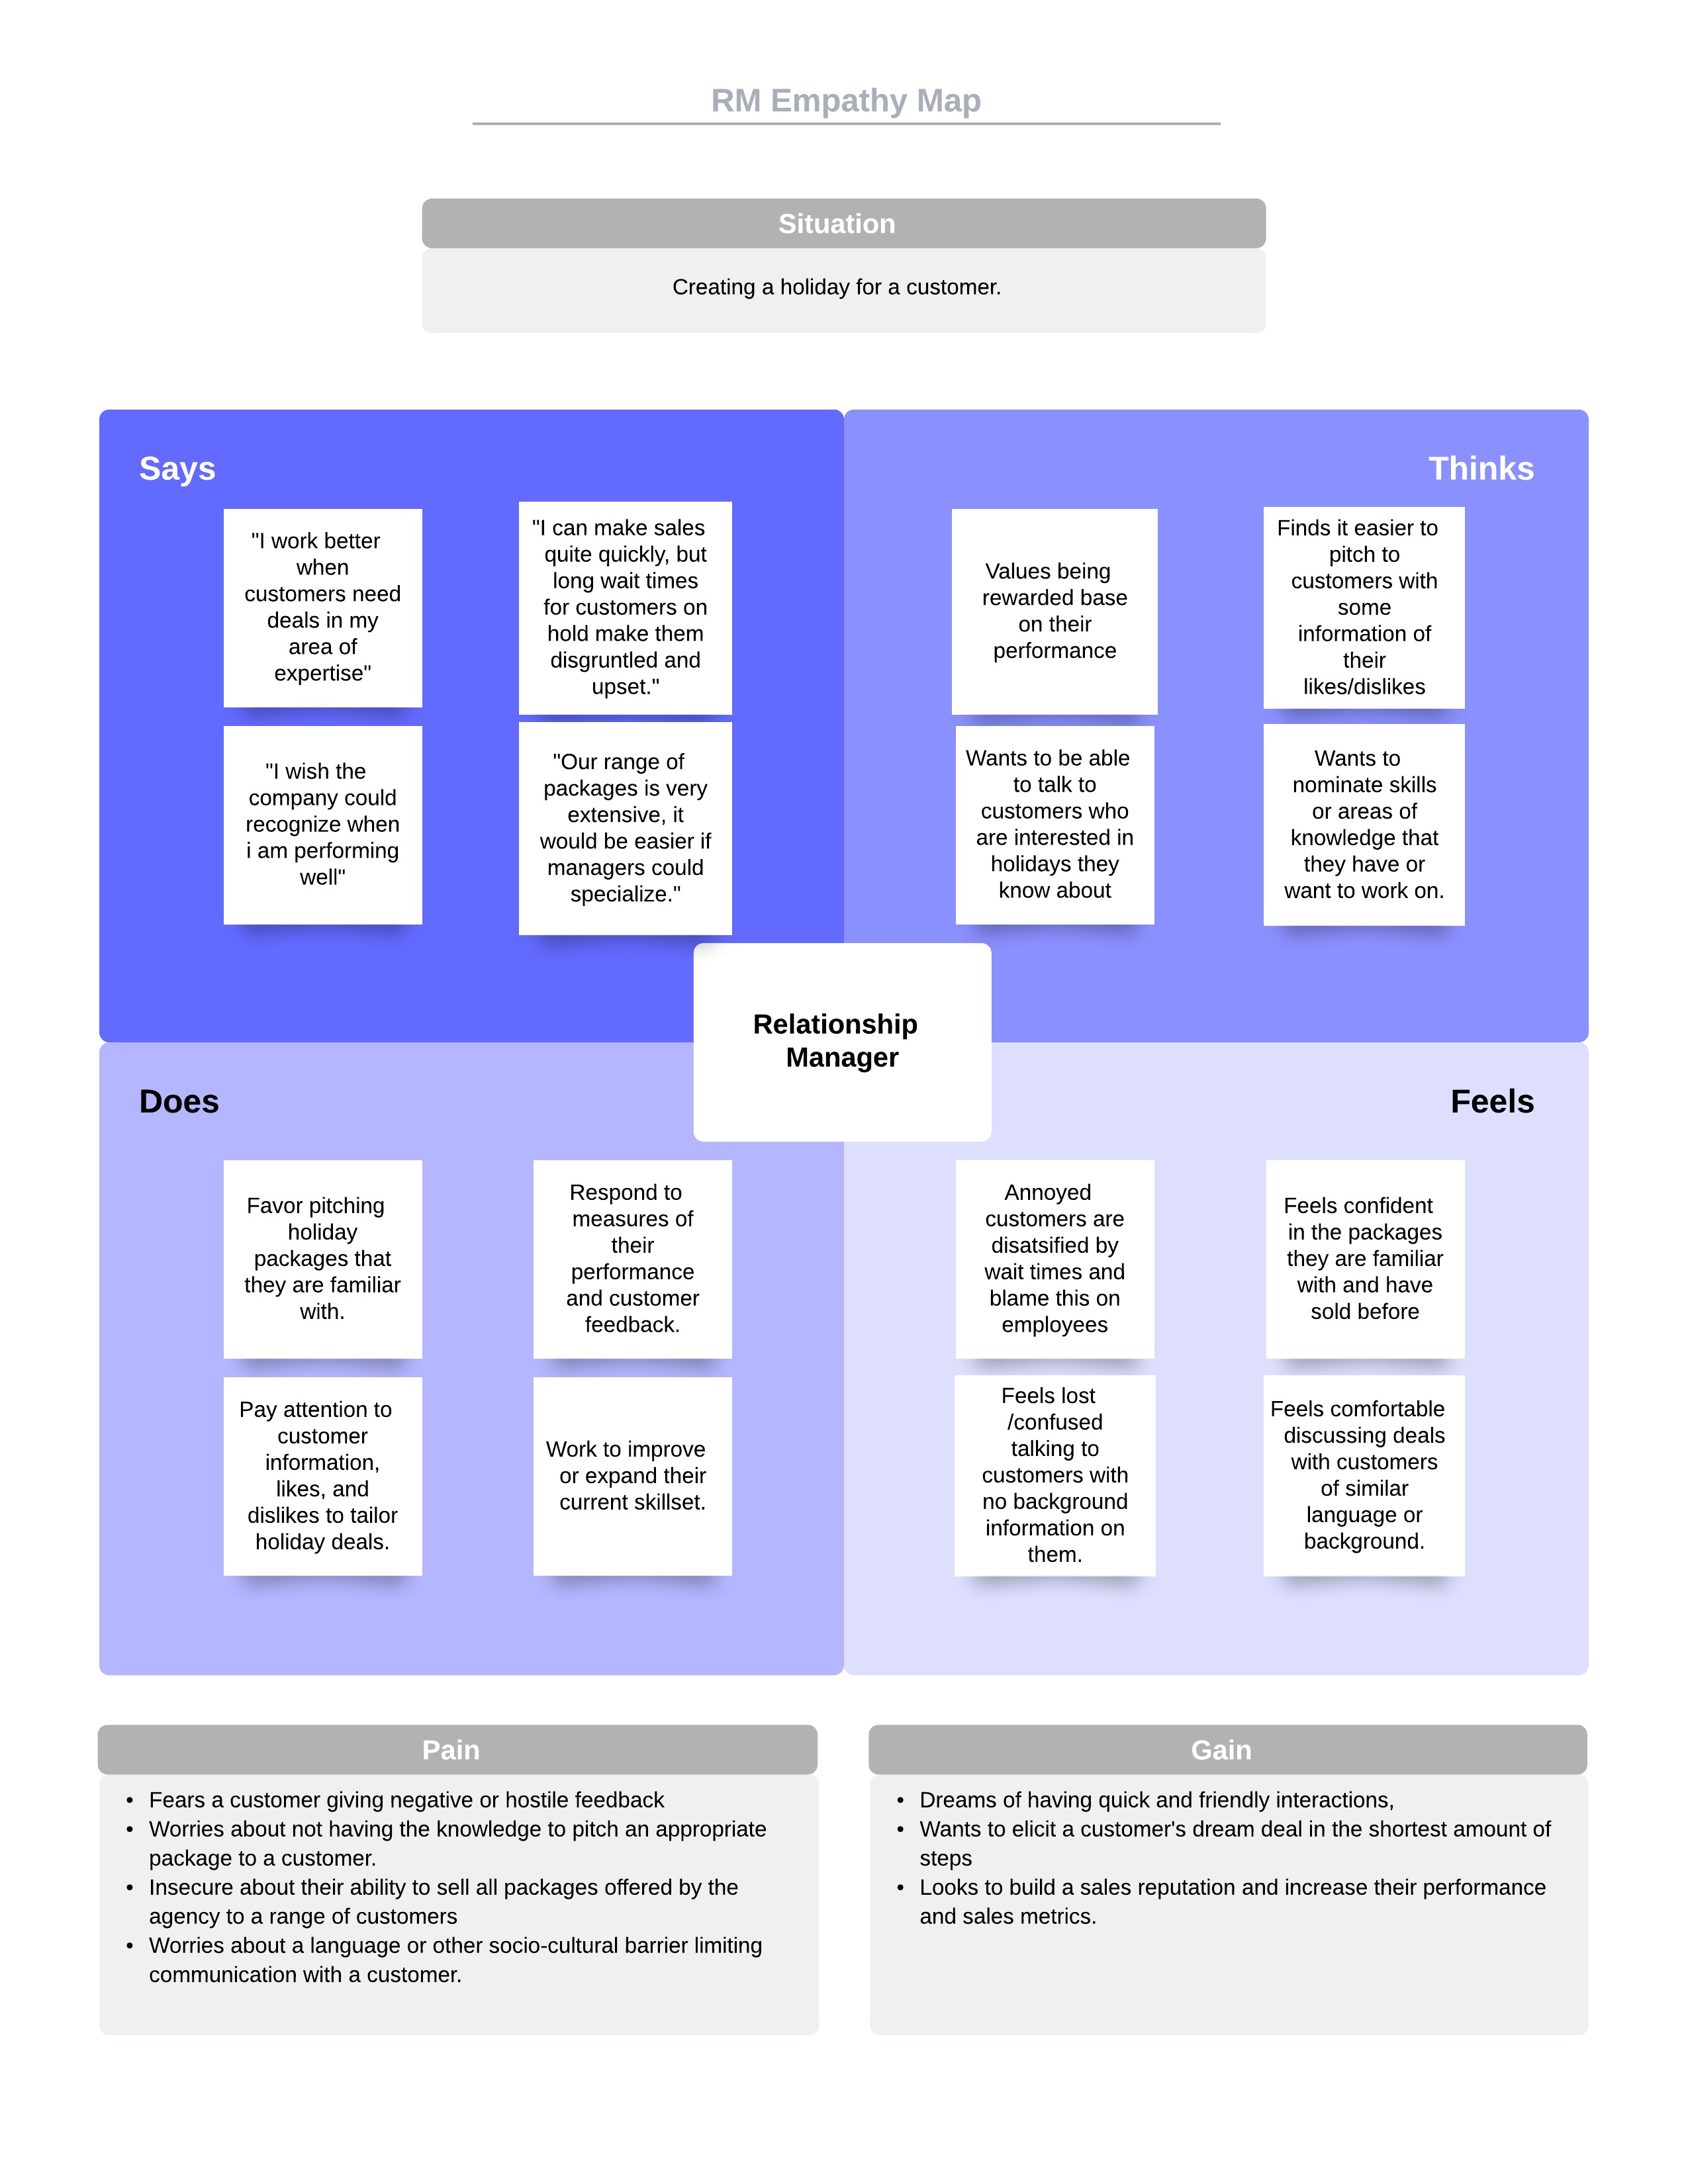 RM Empathy Map
Situation
Creating a holiday for a customer.
Says
"I work better
when
customers need
deals in my
area of
expertise"
"I can make sales
quite quickly, but
long wait times
for customers on
hold make them
disgruntled and
upset."
"I wish the
company could
recognize when
i am performing
well"
"Our range of
packages is very
extensive, it
would be easier if
managers could
specialize."
Thinks
Values being
rewarded base
on their
performance
Finds it easier to
pitch to
customers with
some
information of
their
likes/dislikes
Wants to be able
to talk to
customers who
are interested in
holidays they
know about
Wants to
nominate skills
or areas of
knowledge that
they have or
want to work on.
Relationship
Manager
Does
Favor pitching
holiday
packages that
they are familiar
with.
Respond to
measures of
their
performance
and customer
feedback.
Pay attention to
customer
information,
likes, and
dislikes to tailor
holiday deals.
Work to improve
or expand their
current skillset.
Feels
Annoyed
customers are
disatsified by
wait times and
blame this on
employees
Feels confident
in the packages
they are familiar
with and have
sold before
Feels lost
/confused
talking to
customers with
no background
information on
them.
Feels comfortable
discussing deals
with customers
of similar
language or
background.
Pain
• Fears a customer giving negative or hostile feedback
• Worries about not having the knowledge to pitch an appropriate
package to a customer.
• Insecure about their ability to sell all packages offered by the
agency to a range of customers
• Worries about a language or other socio-cultural barrier limiting
communication with a customer.
Gain
• Dreams of having quick and friendly interactions,
• Wants to elicit a customer's dream deal in the shortest amount of
steps
• Looks to build a sales reputation and increase their performance
and sales metrics.